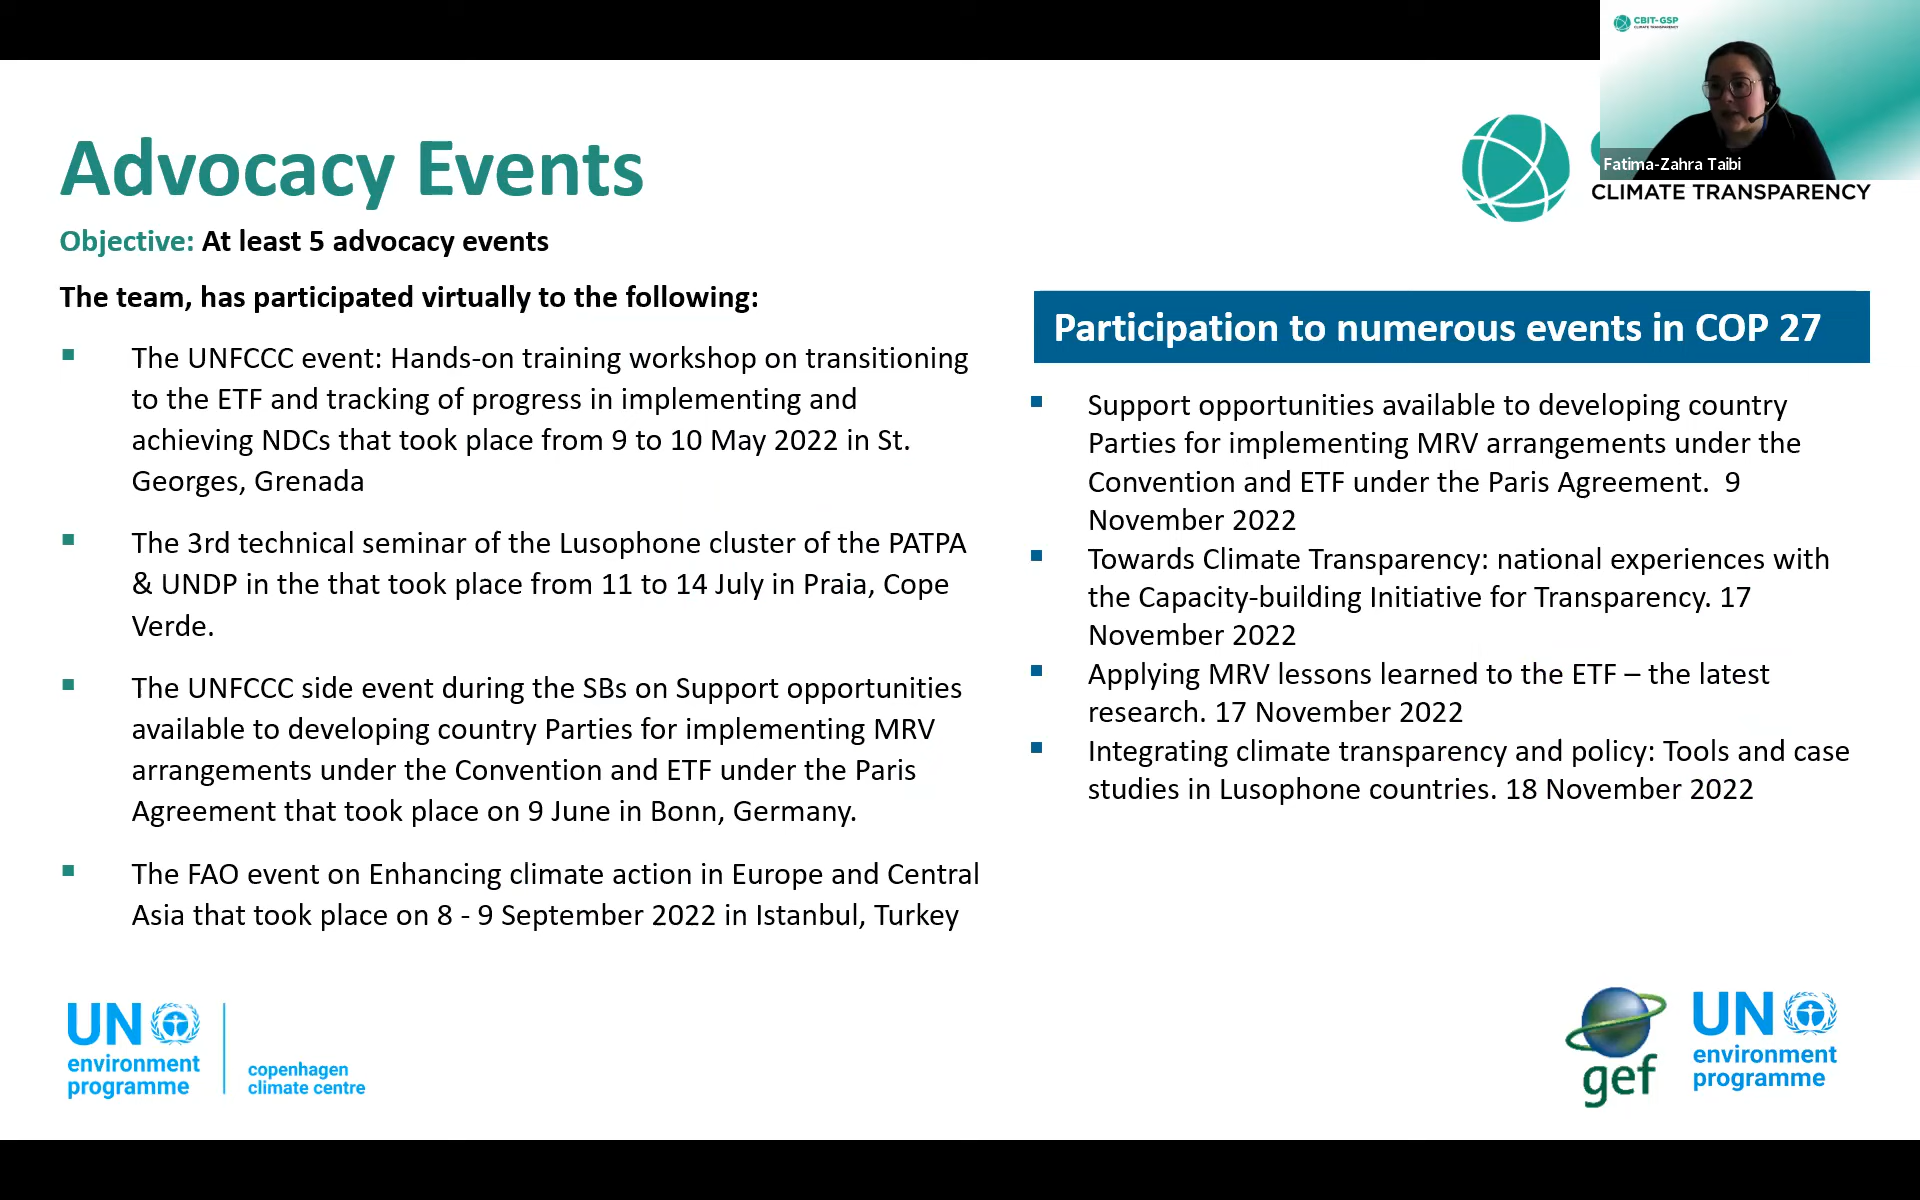 CBIT-GSP
CLIMATE TRANSPARENCY
Fatima-Zahra Taibi
CLIMATE TRANSPARENCY
Advocacy Events
Objective: At least 5 advocacy events
The team, has participated virtually to the following:
▪ The UNFCCC event: Hands-on training workshop on transitioning
to the ETF and tracking of progress in implementing and
achieving NDCs that took place from 9 to 10 May 2022 in St.
Georges, Grenada
▪ The 3rd technical seminar of the Lusophone cluster of the PATPA
& UNDP in the that took place from 11 to 14 July in Praia, Cope
Verde.
▪ The UNFCCC side event during the SBs on Support opportunities
available to developing country Parties for implementing MRV
arrangements under the Convention and ETF under the Paris
Agreement that took place on 9 June in Bonn, Germany.
▪ The FAO event on Enhancing climate action in Europe and Central
Asia that took place on 8 - 9 September 2022 in Istanbul, Turkey
Participation to numerous events in COP 27
▪ Support opportunities available to developing country
Parties for implementing MRV arrangements under the
Convention and ETF under the Paris Agreement. 9
November 2022
▪ Towards Climate Transparency: national experiences with
the Capacity-building Initiative for Transparency. 17
November 2022
▪ Applying MRV lessons learned to the ETF – the latest
research. 17 November 2022
▪ Integrating climate transparency and policy: Tools and case
studies in Lusophone countries. 18 November 2022
UN
environment
programme
copenhagen
climate centre
gef
UN
environment
programme